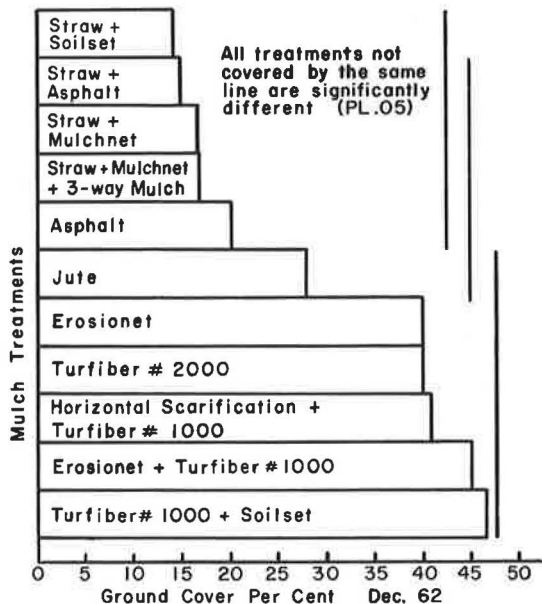 Straw +
Soilset
Straw +
Asphalt
Straw +
Mulchnet
Straw + Mulchnet
+ 3-way Mulch
Asphalt
Jute
Erosionet
Turfiber # 2000
Horizontal Scarification +
Turfiber # 1000
Erosionet + Turfiber # 1000
Turfiber # 1000 + Soilset
All treatments not
covered by the same
line are significantly
different (PL.05)
Mulch Treatments
0 5 10 15 20 25 30 35 40 45 50
Ground Cover Per Cent Dec. 62